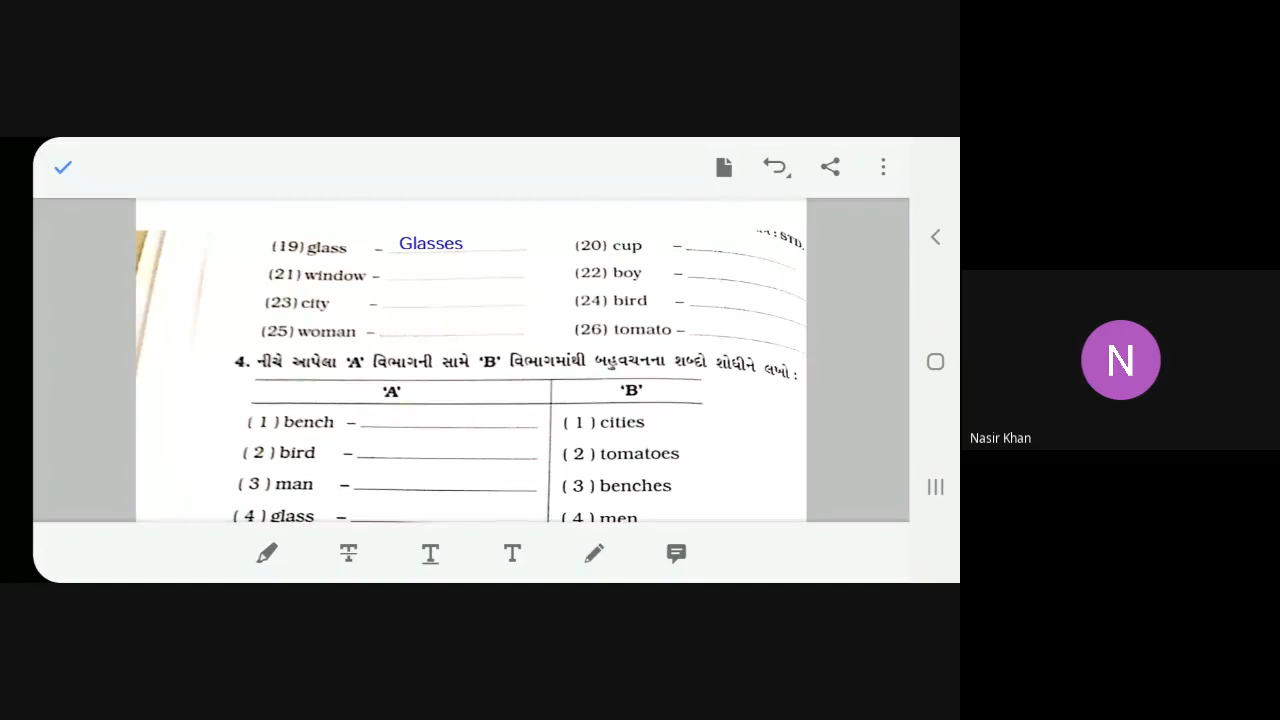 (19) glass - Glasses (20) cup -
(21) window - (22) boy -
(23) city - (24) bird -
(25) woman - (26) tomato -
4. નીચે આપેલા 'A' વિભાગની સામે 'B' વિભાગમાંથી બહુવચનના શબ્દો શોધીને લખો :
'A' 'B'
( 1 ) bench - ( 1 ) cities
( 2 ) bird - ( 2 ) tomatoes
( 3 ) man - ( 3 ) benches
( 4 ) glass - ( 4 ) men
N
Nasir Khan